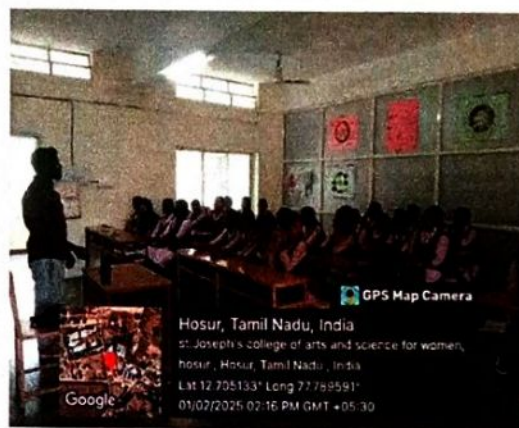 GPS Map Camera
Hosur, Tamil Nadu, India
st.Joseph's college of arts and science for women,
hosur , Hosur, Tamil Nadu , India
Lat 12.705133° Long 77.789591°
01/02/2025 02:16 PM GMT +05:30
Google